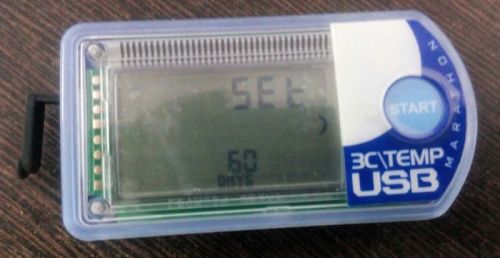 SEt
60
DAYS
START
MARATHON
3C\TEMP
USB